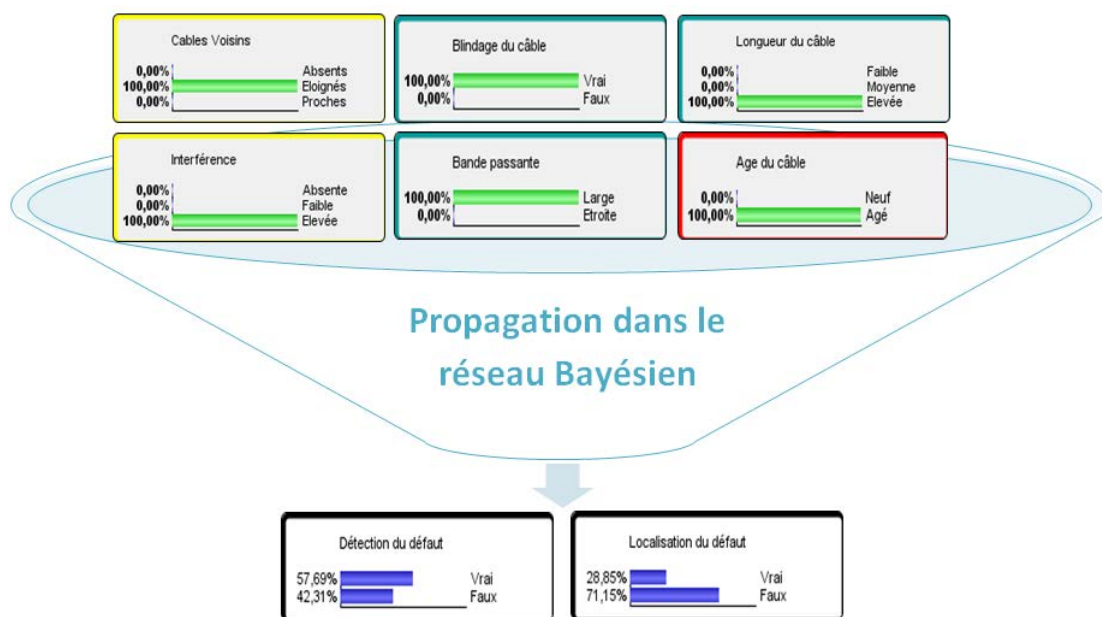 Cables Voisins
0,00% Absents
100,00% Eloignés
0,00% Proches
Blindage du câble
100,00% Vrai
0,00% Faux
Longueur du câble
0,00% Faible
0,00% Moyenne
100,00% Elevée
Interférence
0,00% Absente
0,00% Faible
100,00% Elevée
Bande passante
100,00% Large
0,00% Etroite
Age du câble
0,00% Neuf
100,00% Agé
Propagation dans le
réseau Bayésien
Détection du défaut
57,69% Vrai
42,31% Faux
Localisation du défaut
28,85% Vrai
71,15% Faux